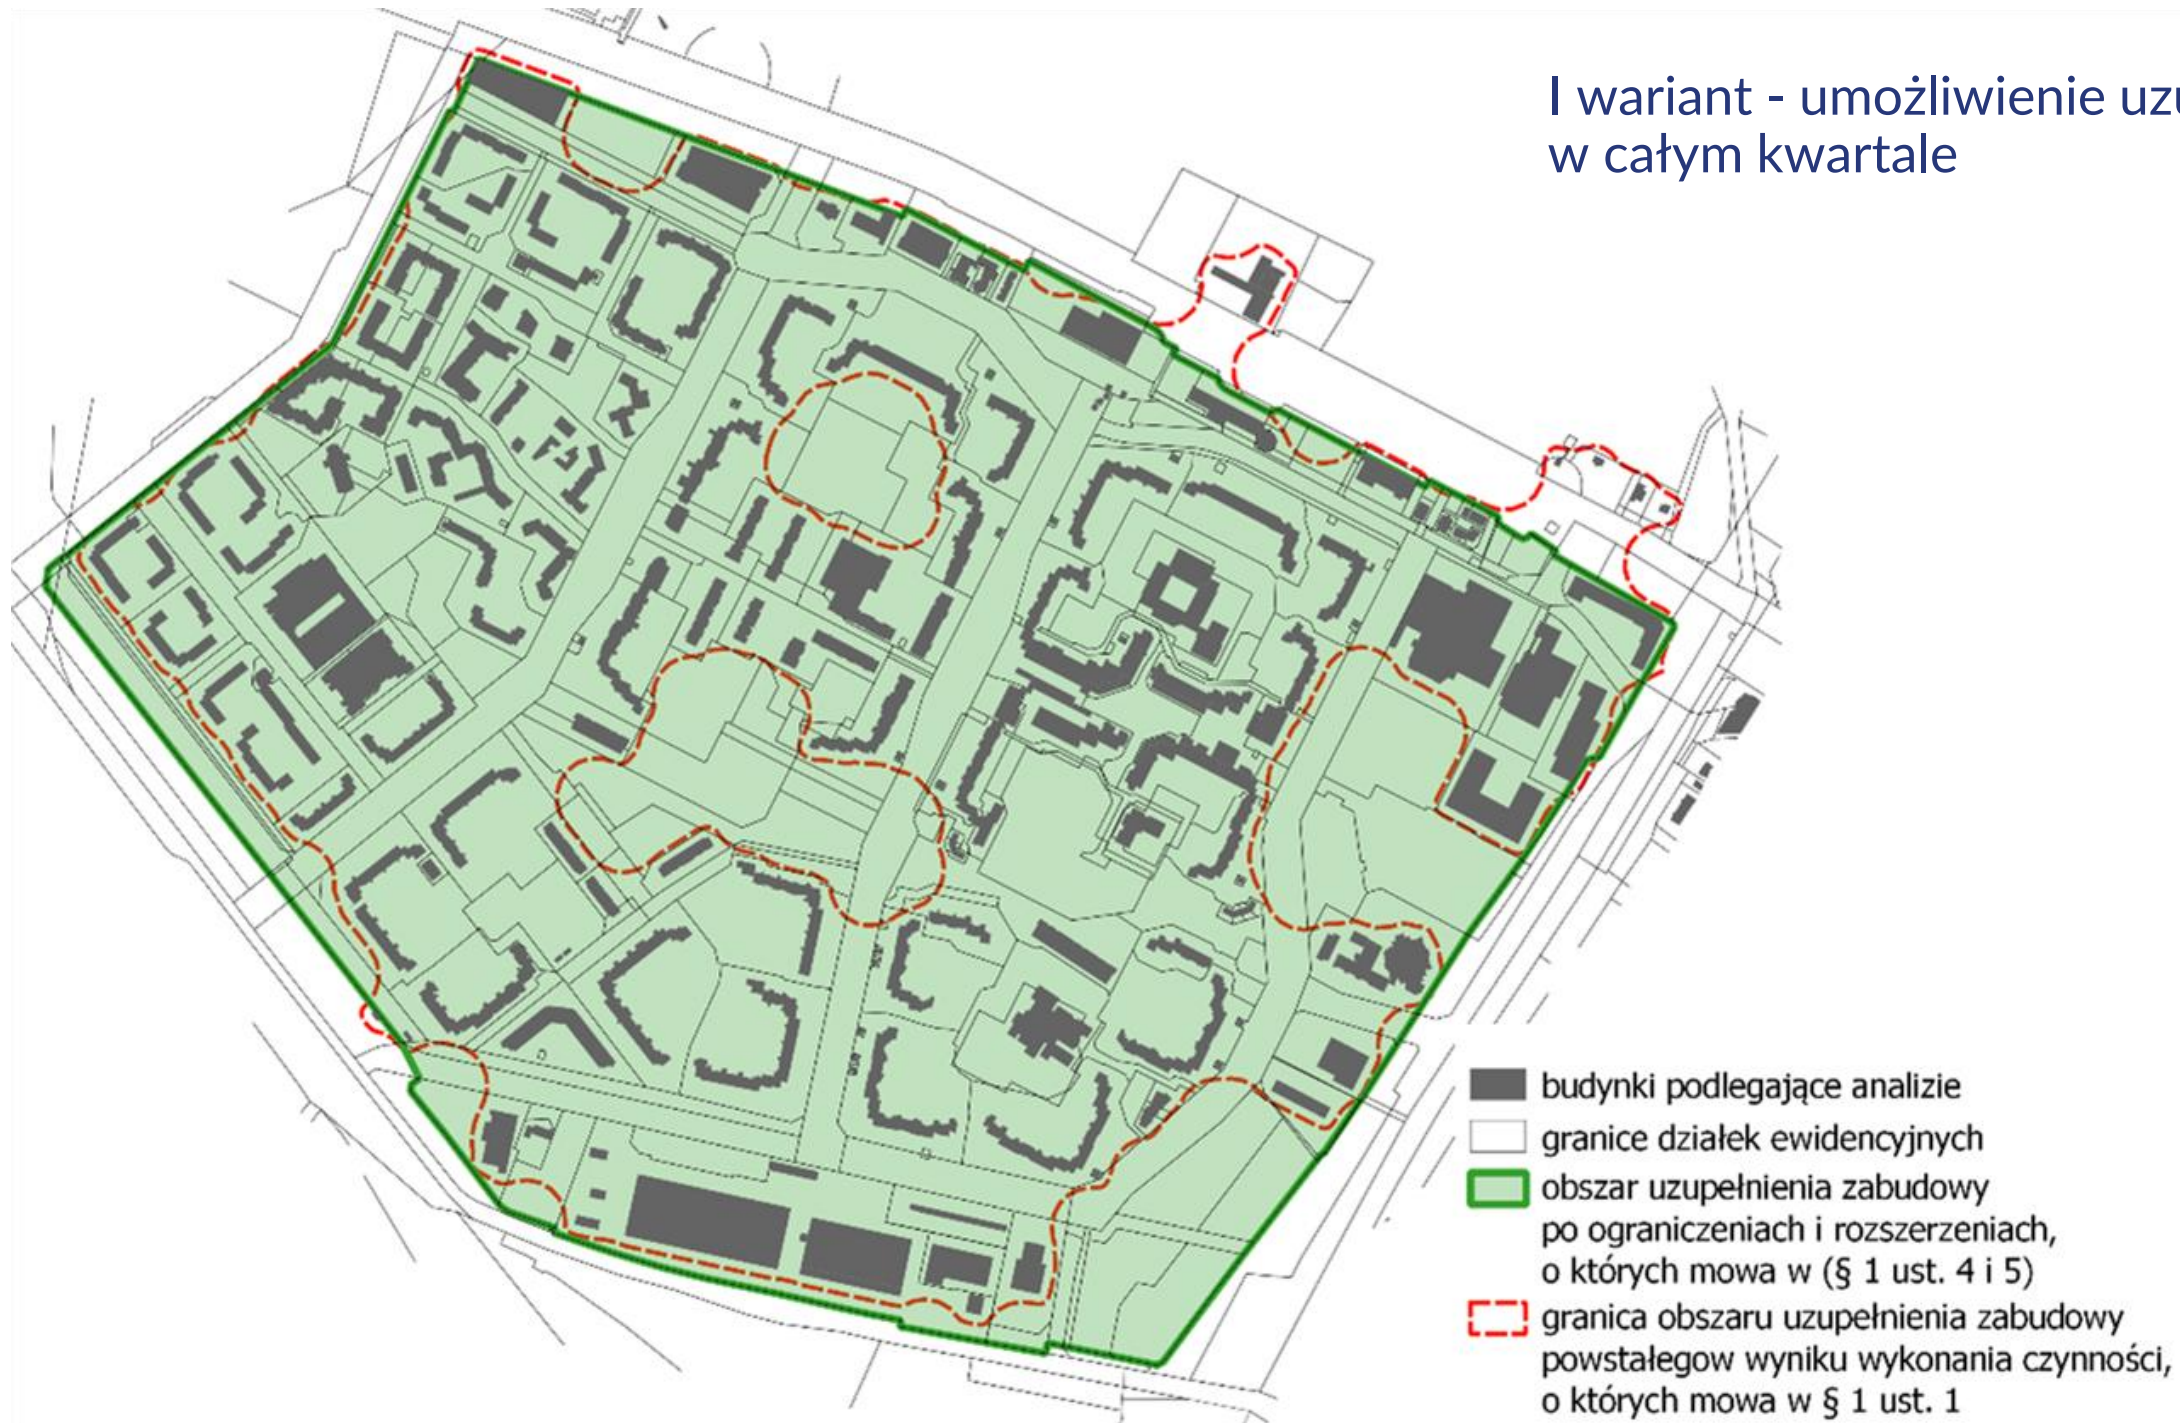 I wariant - umożliwienie
w całym kwartale
budynki podlegające analizie
granice działek ewidencyjnych
obszar uzupełnienia zabudowy
po ograniczeniach i rozszerzeniach,
o których mowa w (§ 1 ust. 4 i 5)
granica obszaru uzupełnienia zabudowy
powstałegow wyniku wykonania czynności,
o których mowa w § 1 ust. 1